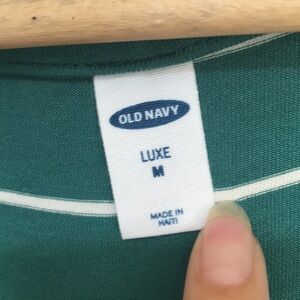 OLD NAVY
LUXE
M
MADE IN
HAITI